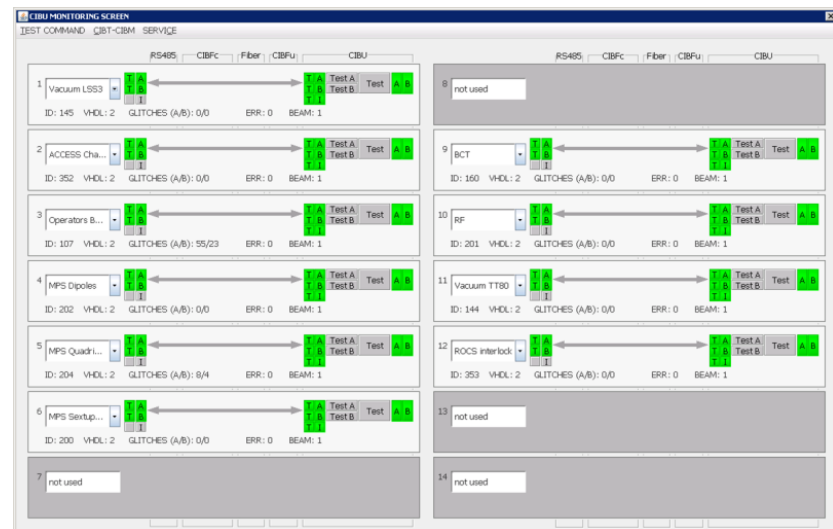 CIBU MONITORING SCREEN
TEST COMMAND CIBT-CIBM SERVICE
RS485 CIBFc Fiber CIBFu CIBU
1 Vacuum LSS3 T A T B I T A T B T I Test A Test B Test A B
ID: 145 VHDL: 2 GLITCHES (A/B): 0/0 ERR: 0 BEAM: 1
2 ACCESS Cha... T A T B I T A T B T I Test A Test B Test A B
ID: 352 VHDL: 2 GLITCHES (A/B): 0/0 ERR: 0 BEAM: 1
3 Operators B... T A T B I T A T B T I Test A Test B Test A B
ID: 107 VHDL: 2 GLITCHES (A/B): 55/23 ERR: 0 BEAM: 1
4 MPS Dipoles T A T B I T A T B T I Test A Test B Test A B
ID: 202 VHDL: 2 GLITCHES (A/B): 0/0 ERR: 0 BEAM: 1
5 MPS Quadri... T A T B I T A T B T I Test A Test B Test A B
ID: 204 VHDL: 2 GLITCHES (A/B): 8/4 ERR: 0 BEAM: 1
6 MPS Sextup... T A T B I T A T B T I Test A Test B Test A B
ID: 200 VHDL: 2 GLITCHES (A/B): 0/0 ERR: 0 BEAM: 1
7 not used
RS485 CIBFc Fiber CIBFu CIBU
8 not used
9 BCT T A T B I T A T B T I Test A Test B Test A B
ID: 160 VHDL: 2 GLITCHES (A/B): 0/0 ERR: 0 BEAM: 1
10 RF T A T B I T A T B T I Test A Test B Test A B
ID: 201 VHDL: 2 GLITCHES (A/B): 0/0 ERR: 0 BEAM: 1
11 Vacuum TT80 T A T B I T A T B T I Test A Test B Test A B
ID: 144 VHDL: 2 GLITCHES (A/B): 0/0 ERR: 0 BEAM: 1
12 ROCS interlock T A T B I T A T B T I Test A Test B Test A B
ID: 353 VHDL: 2 GLITCHES (A/B): 0/0 ERR: 0 BEAM: 1
13 not used
14 not used